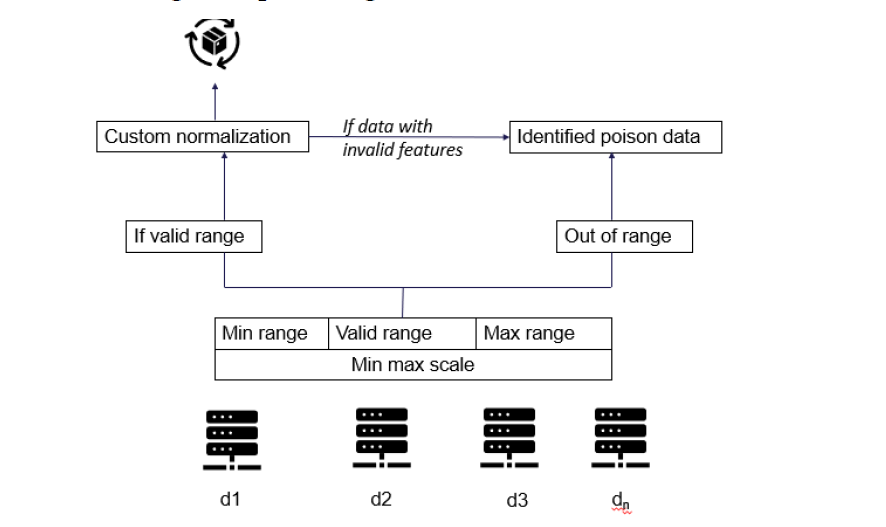 Custom normalization
If data with
invalid features
Identified poison data
If valid range
Out of range
Min range
Valid range
Max range
Min max scale
d1
d2
d3
dn